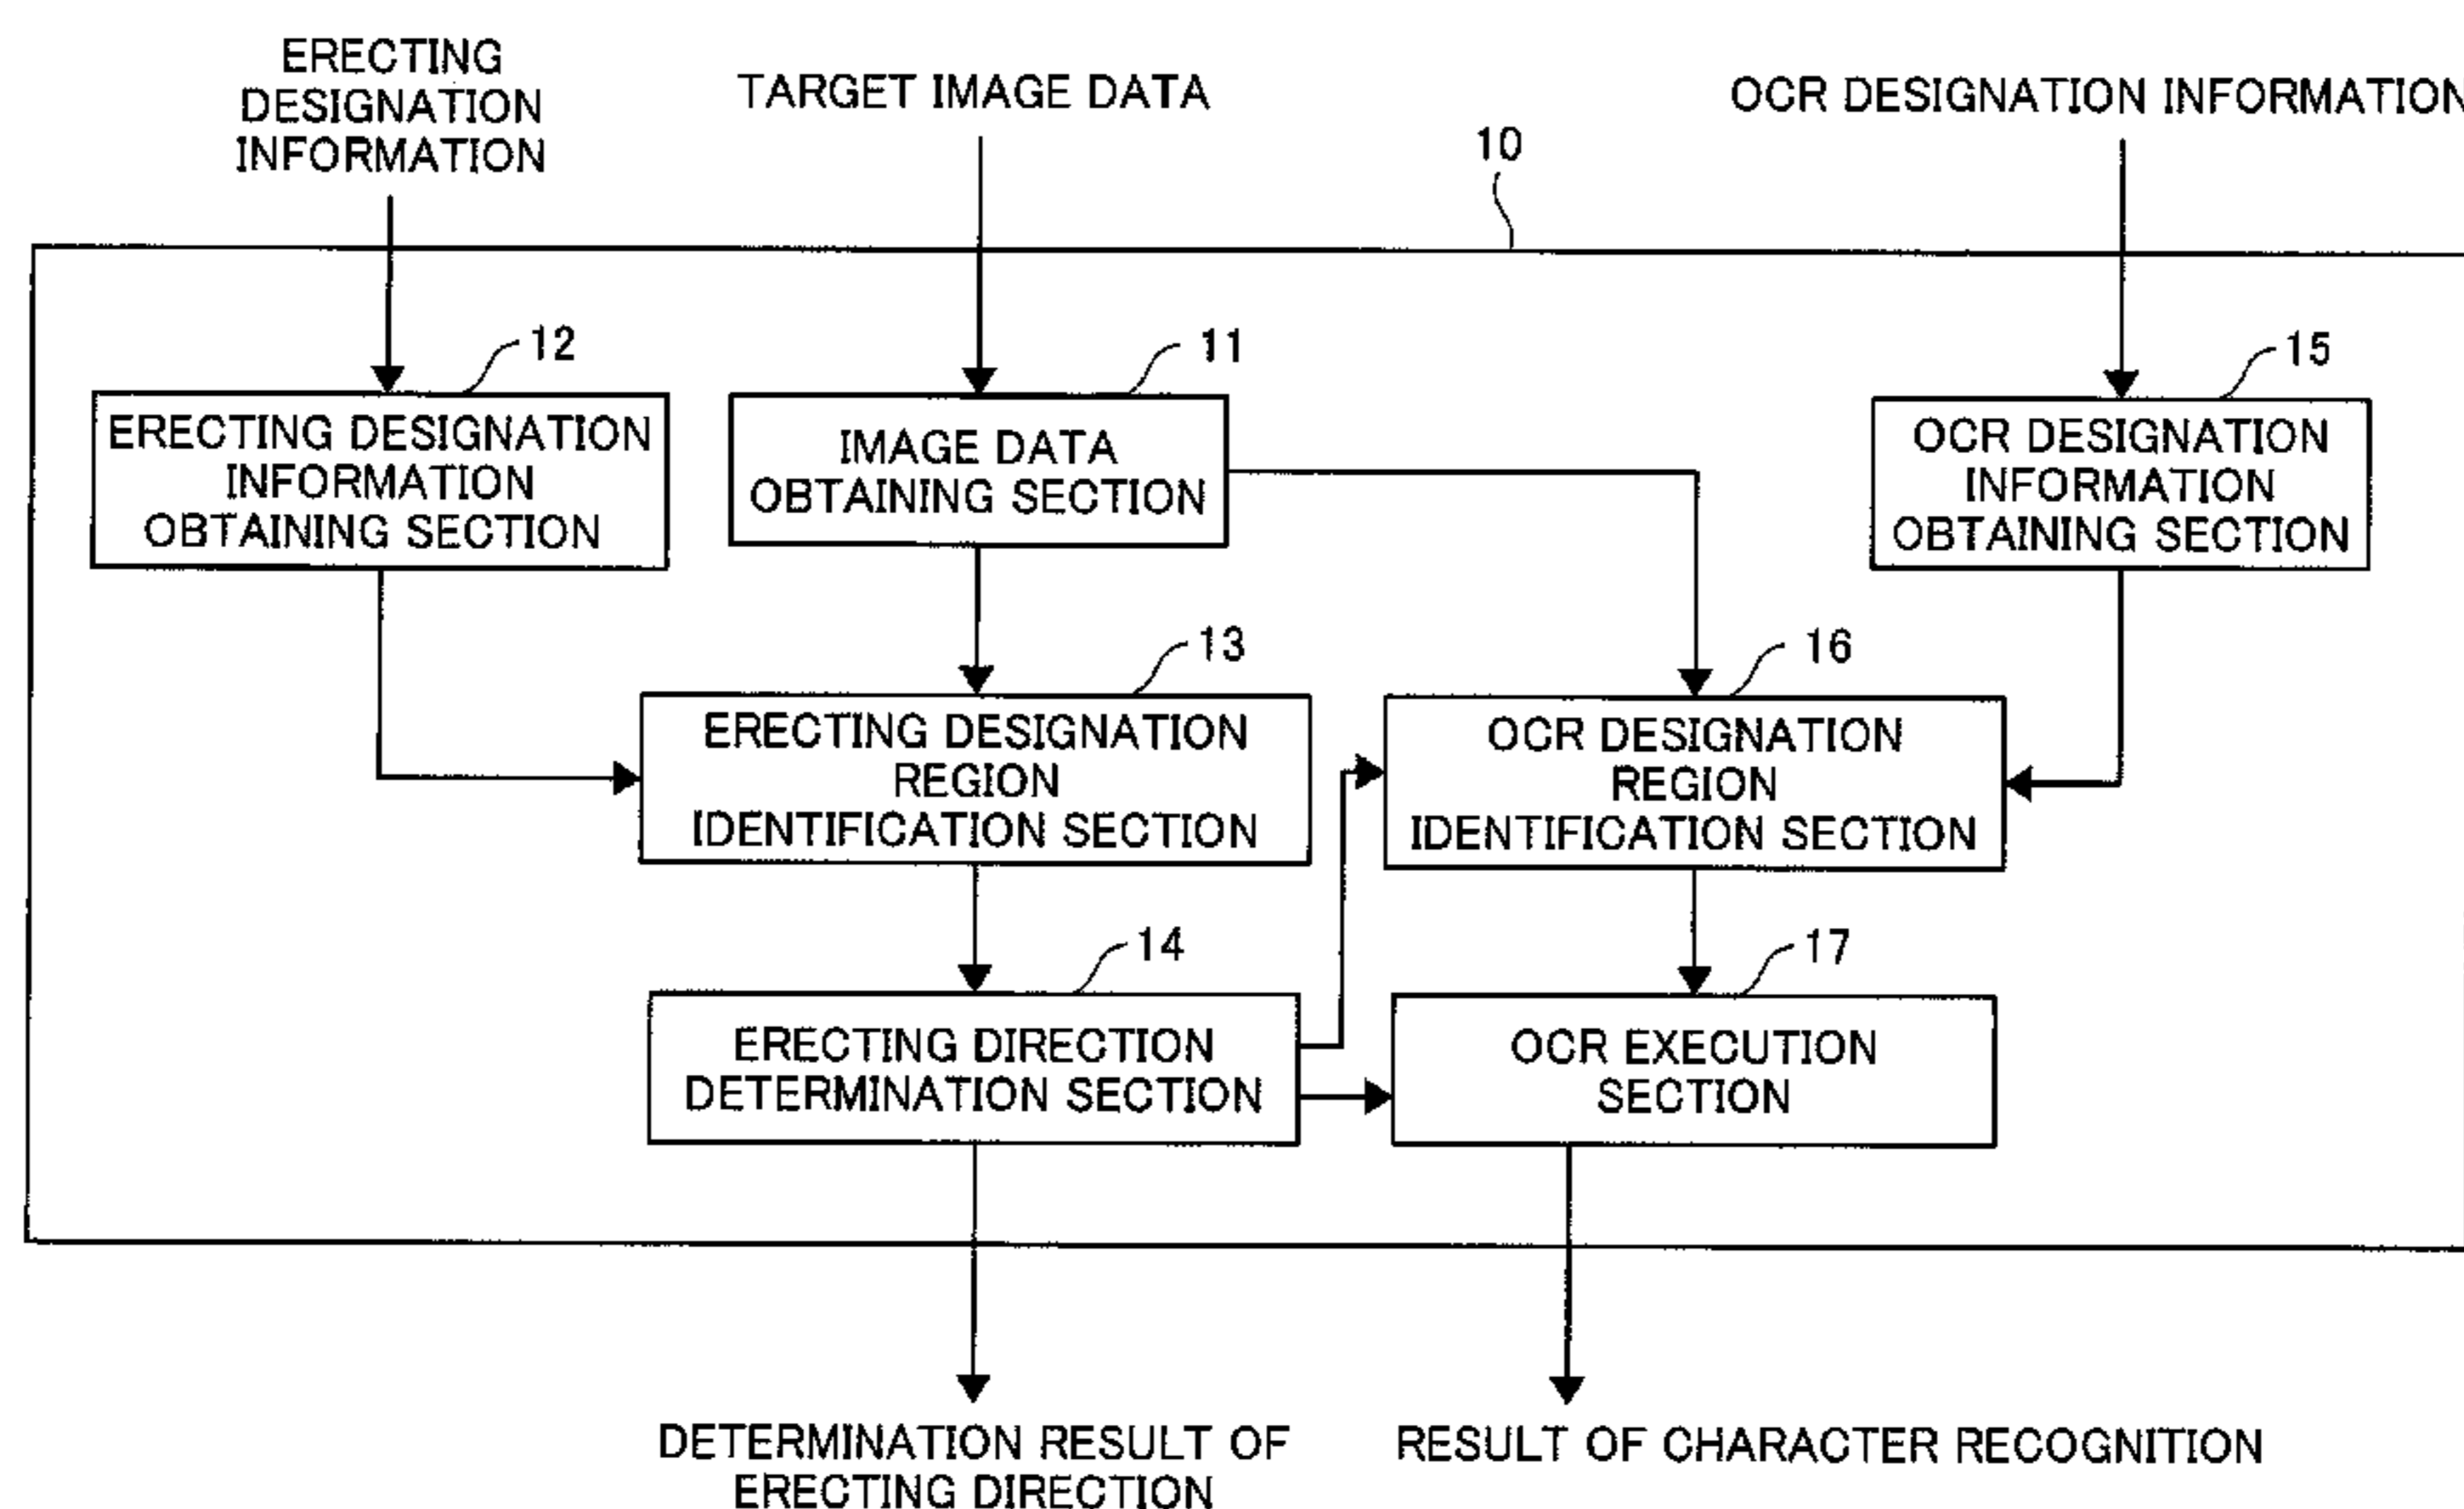 ERECTING
DESIGNATION
INFORMATION
TARGET IMAGE DATA
OCR DESIGNATION INFORMATION
10
12
11
15
ERECTING DESIGNATION
INFORMATION
OBTAINING SECTION
IMAGE DATA
OBTAINING SECTION
OCR DESIGNATION
INFORMATION
OBTAINING SECTION
13
16
ERECTING DESIGNATION
REGION
IDENTIFICATION SECTION
OCR DESIGNATION
REGION
IDENTIFICATION SECTION
14
17
ERECTING DIRECTION
DETERMINATION SECTION
OCR EXECUTION
SECTION
DETERMINATION RESULT OF
ERECTING DIRECTION
RESULT OF CHARACTER RECOGNITION